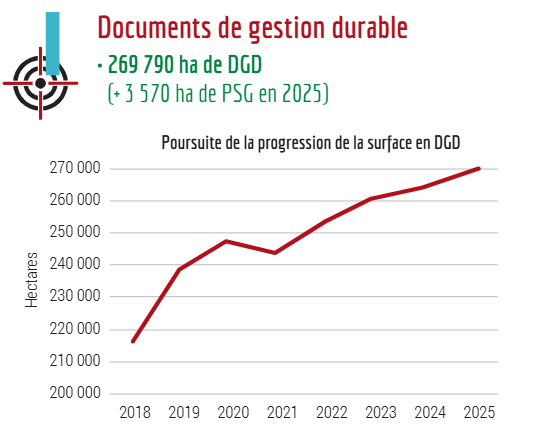 Documents de gestion durable
• 269 790 ha de DGD
(+ 3 570 ha de PSG en 2025)
Poursuite de la progression de la surface en DGD
270 000
260 000
250 000
240 000
230 000
220 000
210 000
200 000
Hectares
2018 2019 2020 2021 2022 2023 2024 2025